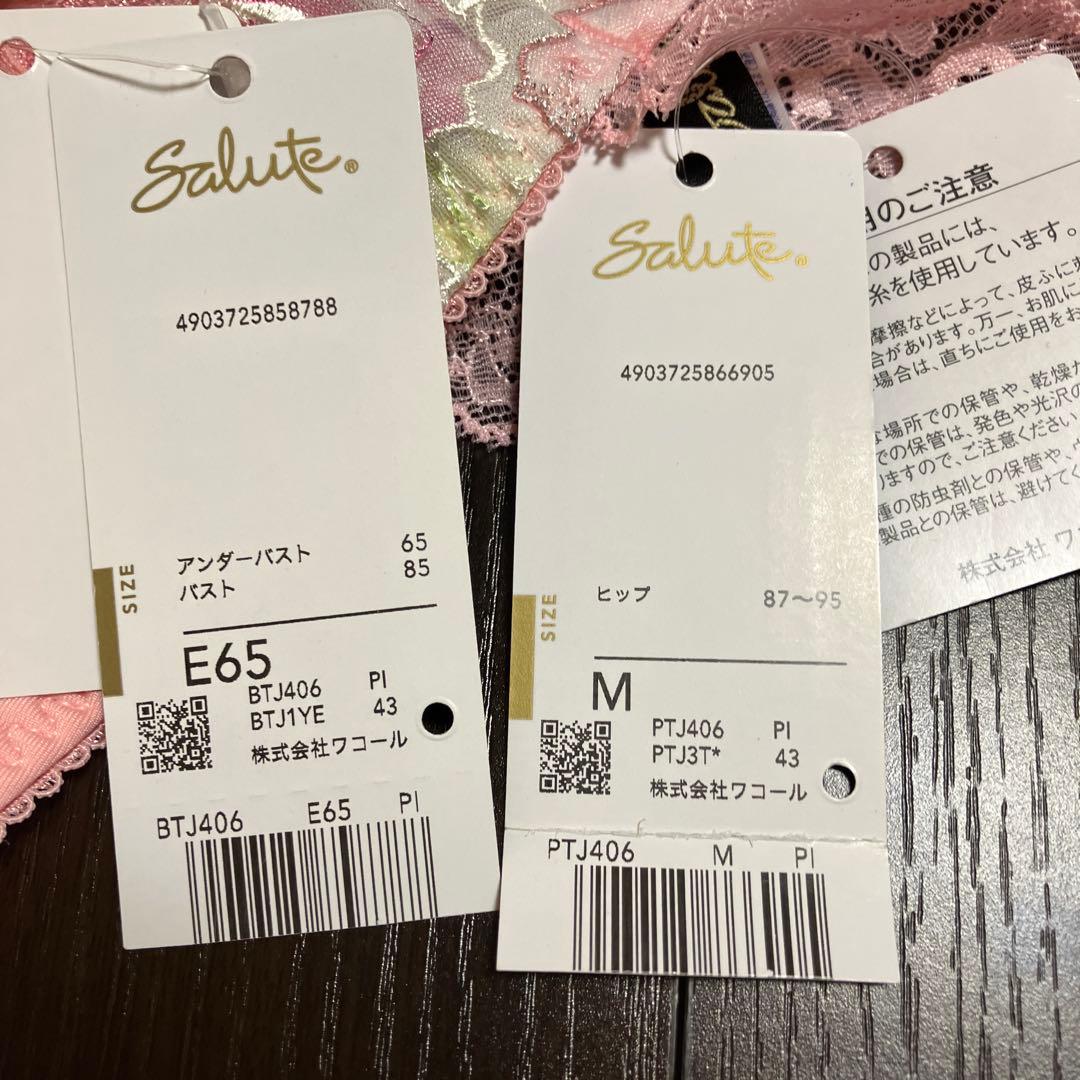 Salute®
4903725858788
アンダーバスト 65
バスト 85
SIZE
E65
BTJ406 PI
BTJ1YE 43
株式会社ワコール
BTJ406 E65 PI
Salute®
4903725866905
ヒップ 87〜95
SIZE
M
PTJ406 PI
PTJ3T* 43
株式会社ワコール
PTJ406 M PI
用のご注意
の製品には、
糸を使用しています。
摩擦などによって、皮ふに刺
合があります。万一、お肌に
場合は、直ちにご使用をお
な場所での保管や、乾燥
での保管は、発色や光沢の
ますので、ご注意ください
種の防虫剤との保管や、
製品との保管は、避けてく
株式会社 ワ